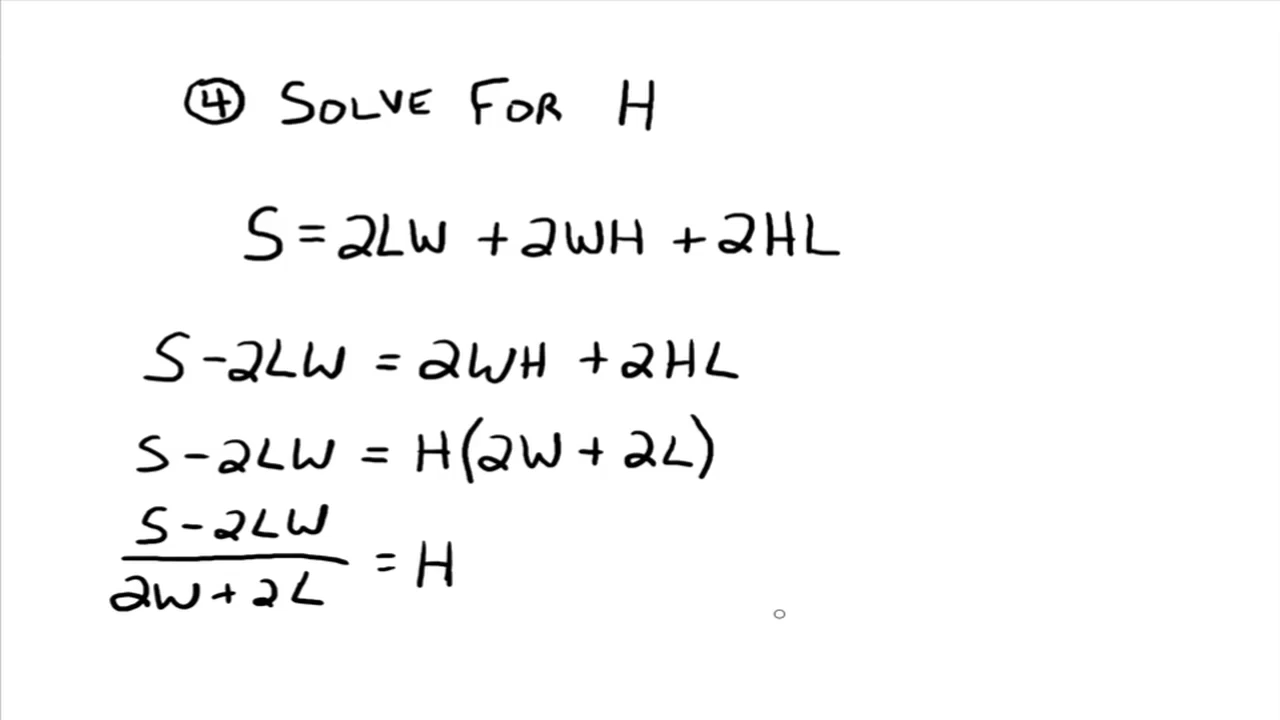 ④ SOLVE FOR H
S = 2LW + 2WH + 2HL
S - 2LW = 2WH + 2HL
S - 2LW = H(2W + 2L)
S - 2LW
2W + 2L = H